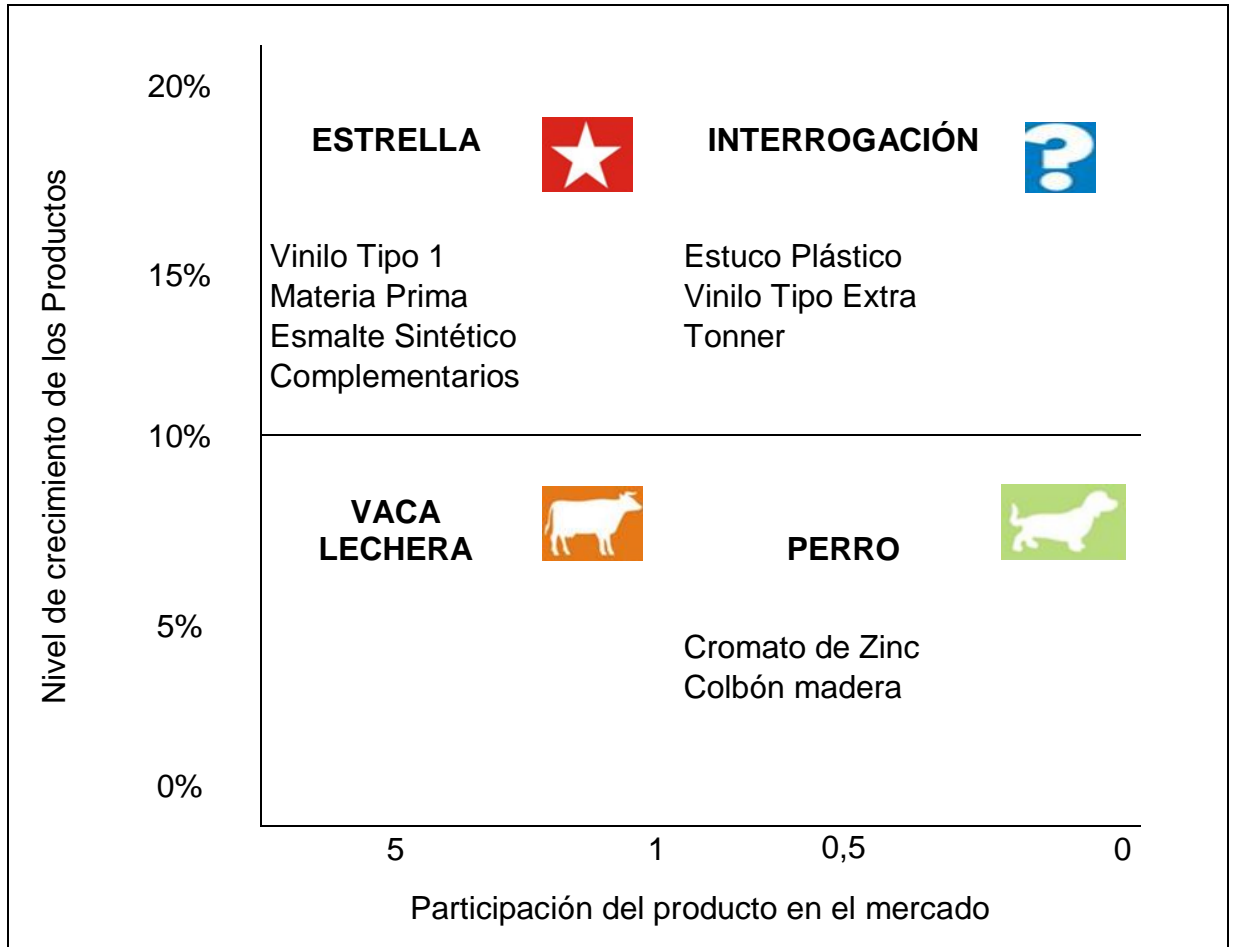 20%
ESTRELLA
INTERROGACIÓN
?
Nivel de crecimiento de los Productos
Vinilo Tipo 1
Materia Prima
Esmalte Sintético
Complementarios
Estuco Plástico
Vinilo Tipo Extra
Tonner
15%
10%
VACA
LECHERA
PERRO
5%
Cromato de Zinc
Colbón madera
0%
5 1 0,5 0
Participación del producto en el mercado